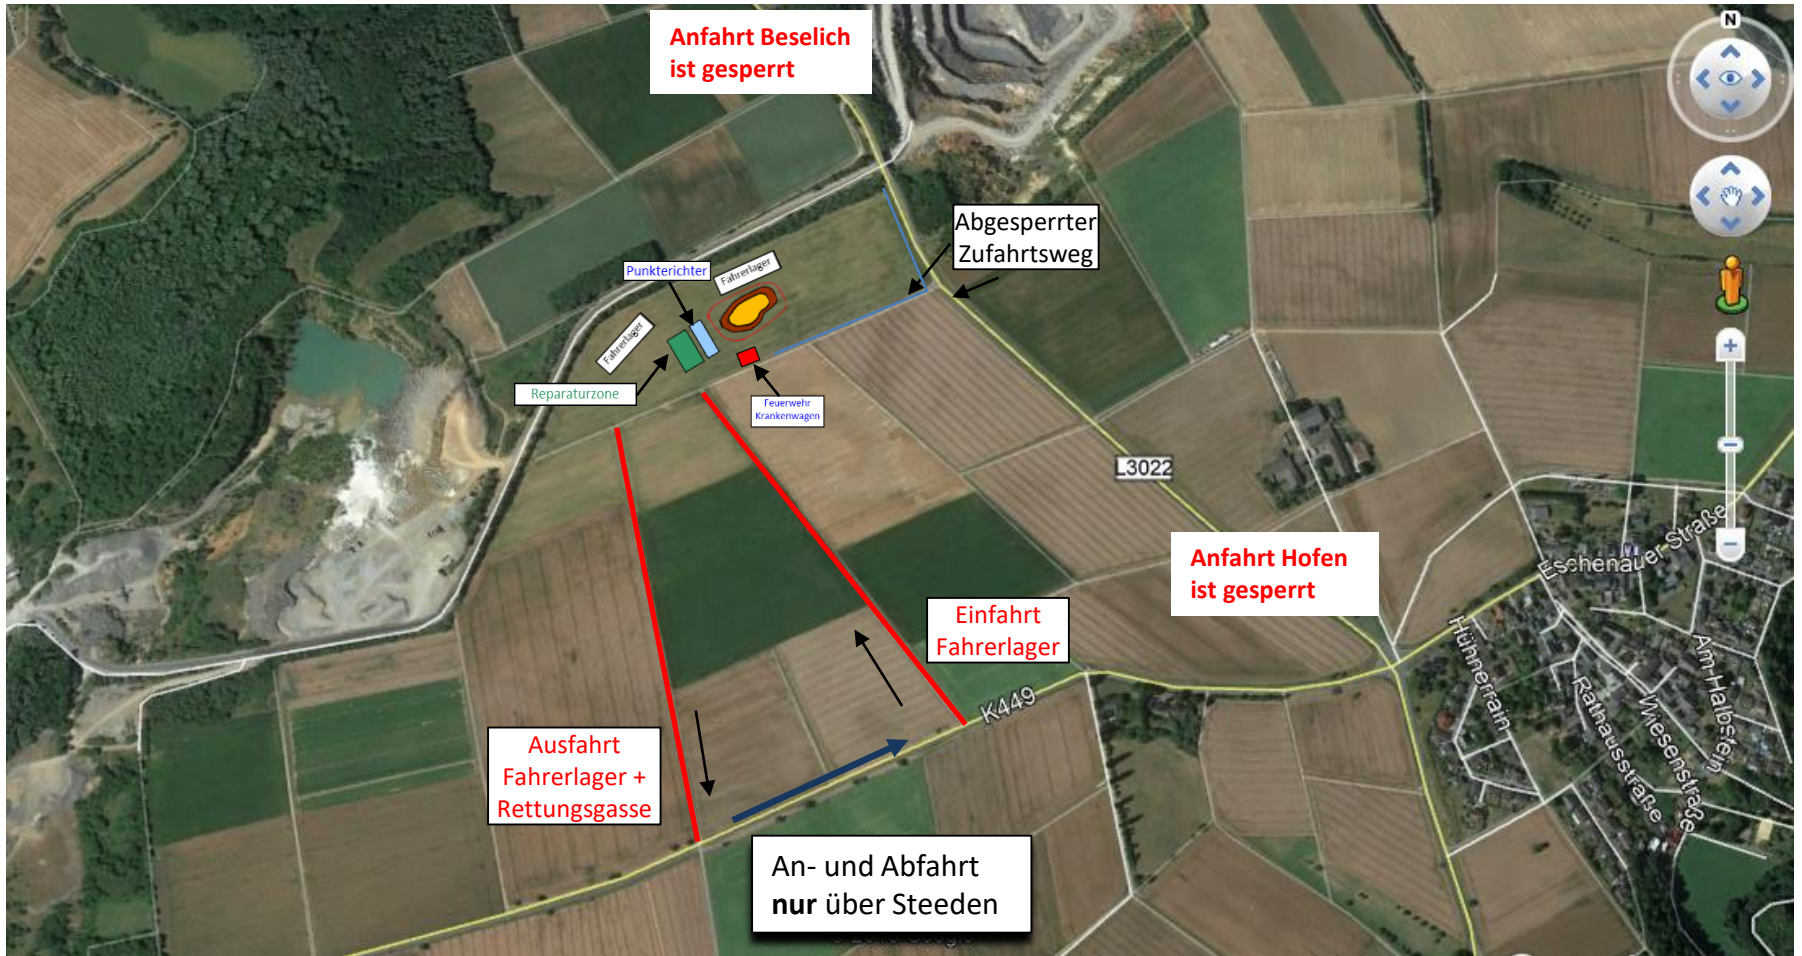 Anfahrt Beselich
ist gesperrt
N
Abgesperrter
Zufahrtsweg
Punkterichter
Fahrerlager
Fahrerlager
Reparaturzone
Feuerwehr
Krankenwagen
L3022
Anfahrt Hofen
ist gesperrt
Eschenauer Straße
Einfahrt
Fahrerlager
Hühnerrain
Rathausstraße
Wiesenstraße
Am Halbstein
K449
Ausfahrt
Fahrerlager +
Rettungsgasse
An- und Abfahrt
nur über Steeden